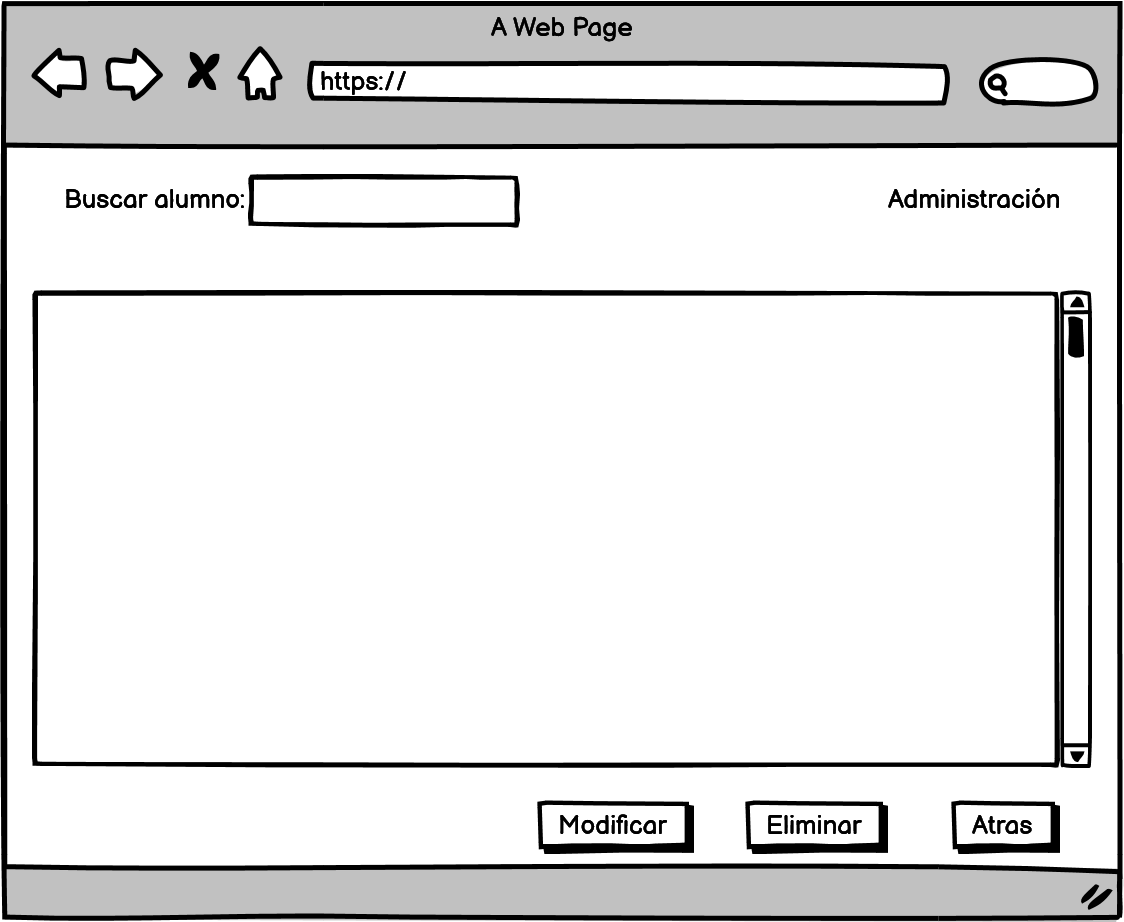 A Web Page
https://
Buscar alumno:
Administración
Modificar
Eliminar
Atras